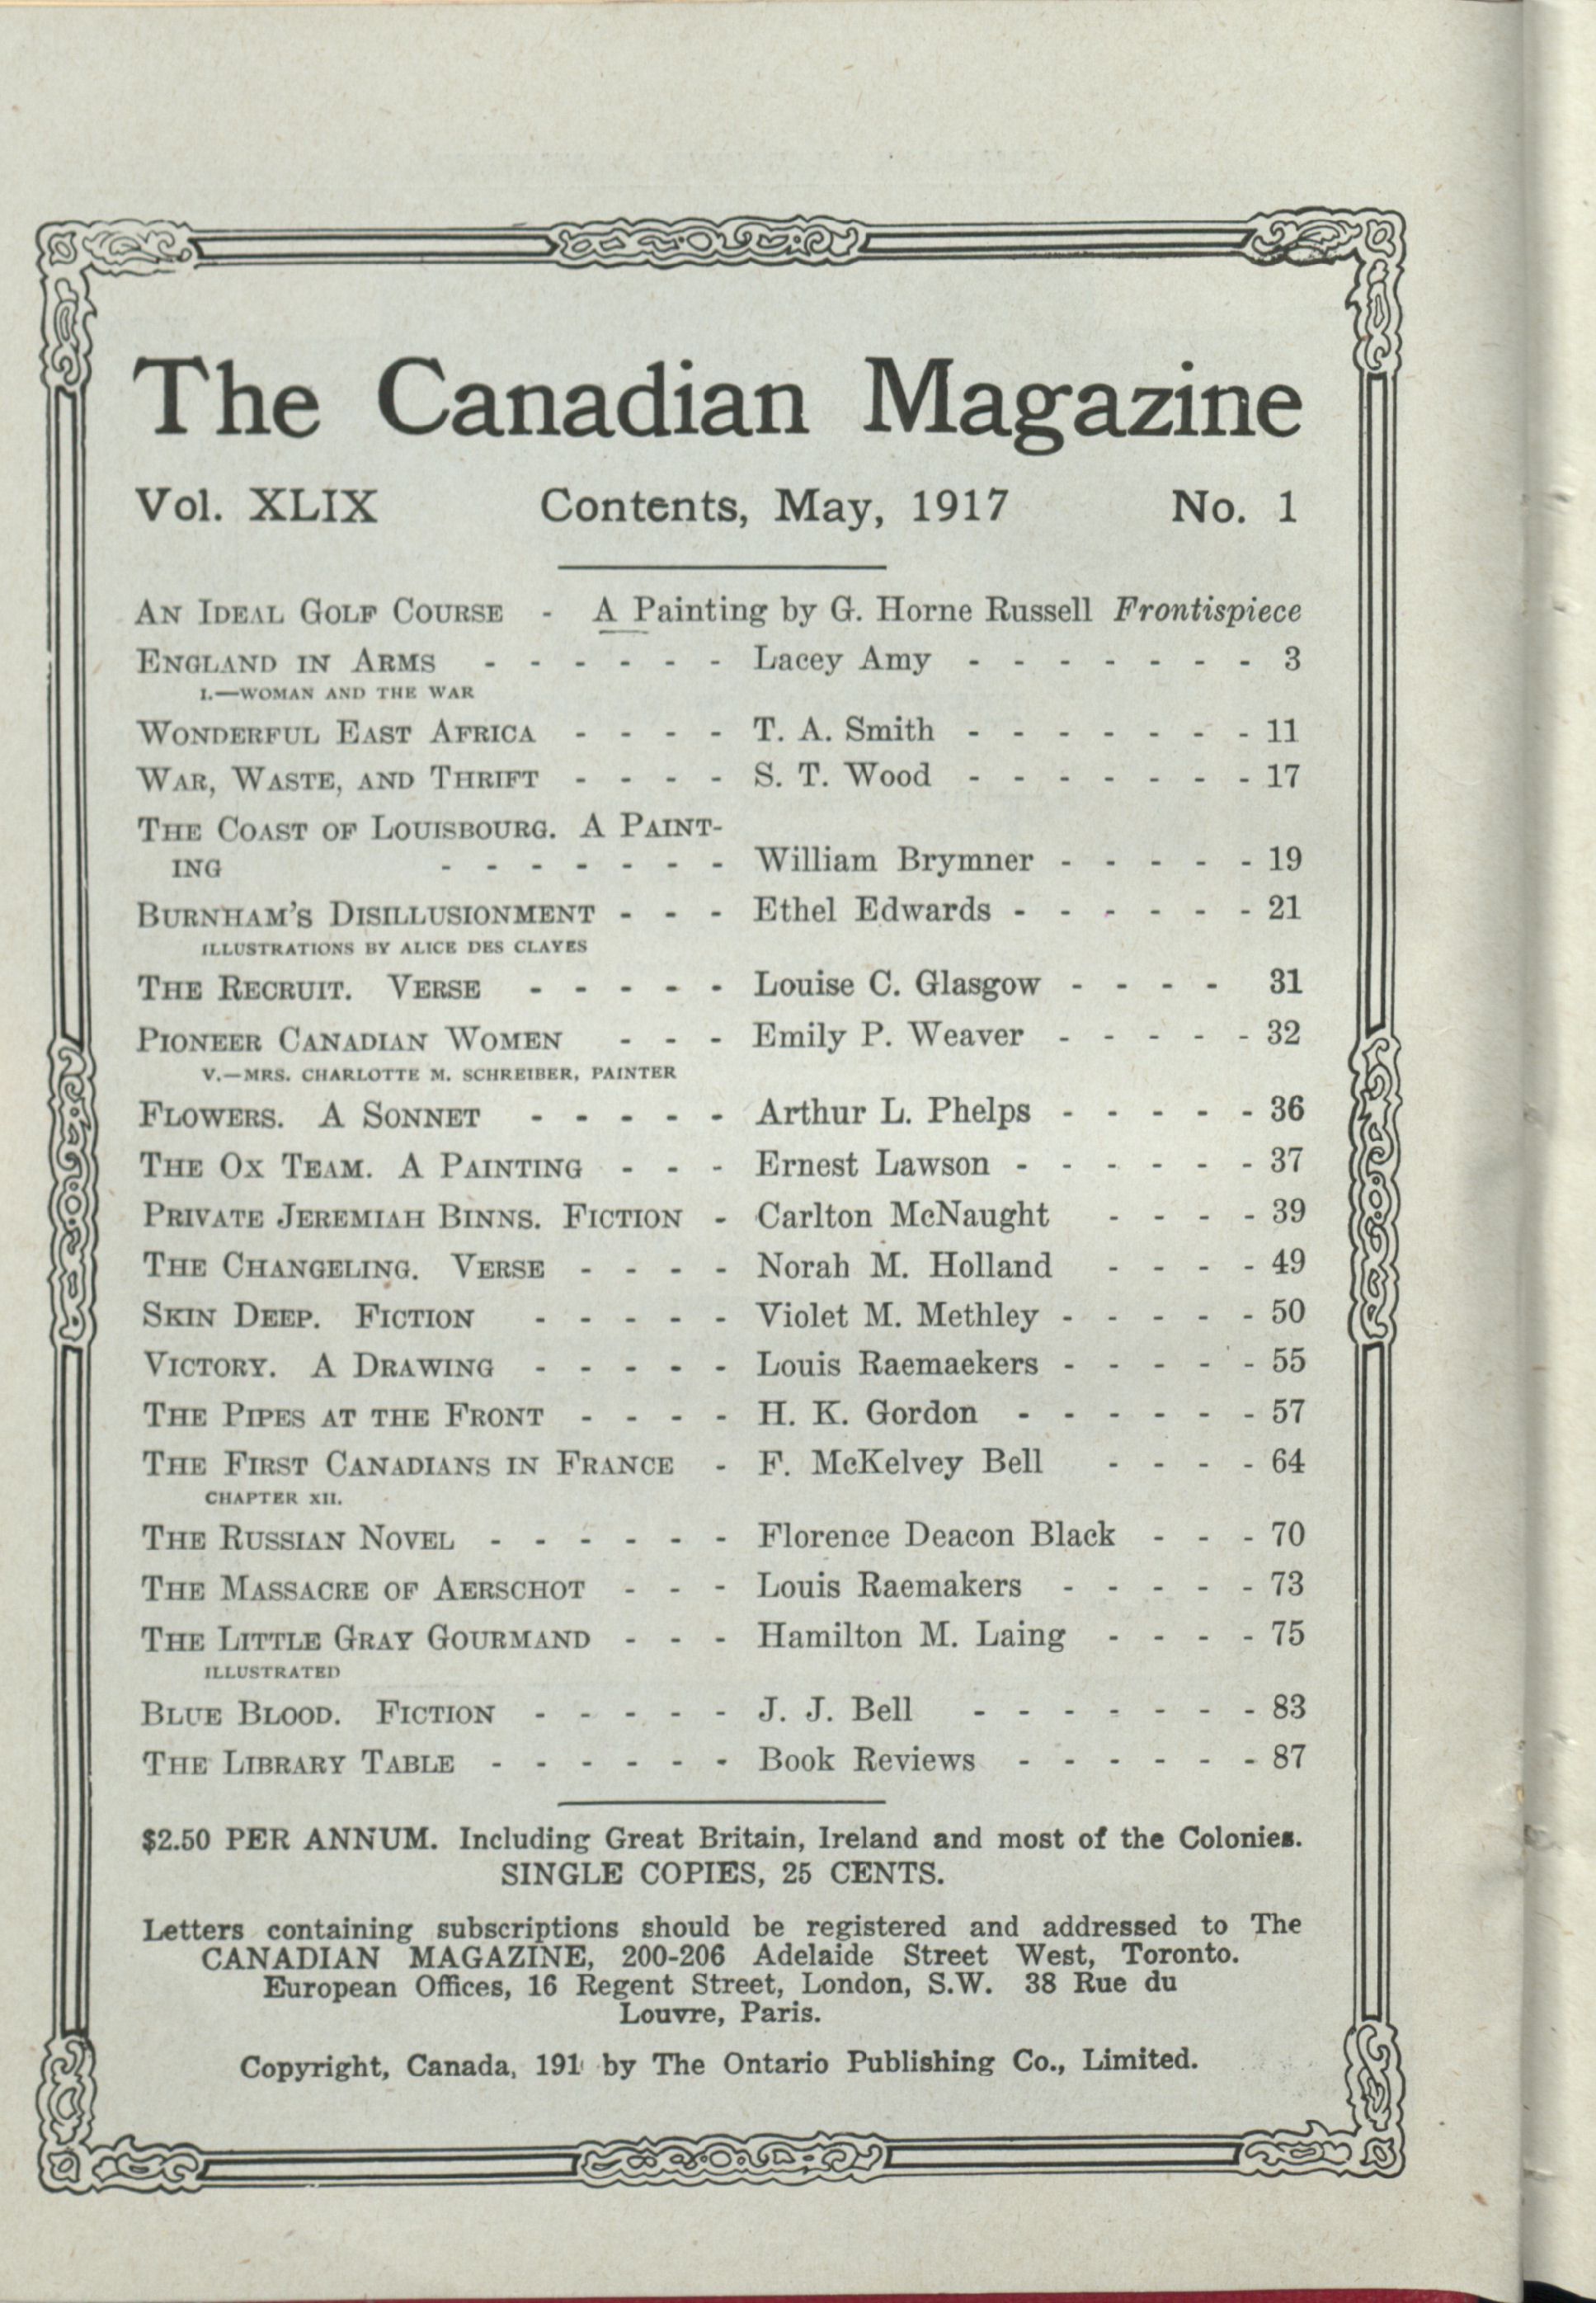 The Canadian Magazine
Vol. XLIX Contents, May, 1917 No. 1
AN IDEAL GOLF COURSE - A Painting by G. Horne Russell Frontispiece
ENGLAND IN ARMS - - - - - - Lacey Amy - - - - - - - 3
I.—WOMAN AND THE WAR
WONDERFUL EAST AFRICA - - - - T. A. Smith - - - - - - - 11
WAR, WASTE, AND THRIFT - - - - S. T. Wood - - - - - - - 17
THE COAST OF LOUISBOURG. A PAINT-
ING - - - - - - - William Brymner - - - - - 19
BURNHAM'S DISILLUSIONMENT - - - Ethel Edwards - - - - - - 21
ILLUSTRATIONS BY ALICE DES CLAYES
THE RECRUIT. VERSE - - - - - Louise C. Glasgow - - - - 31
PIONEER CANADIAN WOMEN - - - Emily P. Weaver - - - - - 32
V.—MRS. CHARLOTTE M. SCHREIBER, PAINTER
FLOWERS. A SONNET - - - - - Arthur L. Phelps - - - - - 36
THE OX TEAM. A PAINTING - - - Ernest Lawson - - - - - - 37
PRIVATE JEREMIAH BINNS. FICTION - Carlton McNaught - - - - 39
THE CHANGELING. VERSE - - - - Norah M. Holland - - - - 49
SKIN DEEP. FICTION - - - - - Violet M. Methley - - - - - 50
VICTORY. A DRAWING - - - - - Louis Raemaekers - - - - - 55
THE PIPES AT THE FRONT - - - - H. K. Gordon - - - - - - 57
THE FIRST CANADIANS IN FRANCE - F. McKelvey Bell - - - - 64
CHAPTER XII.
THE RUSSIAN NOVEL - - - - - - Florence Deacon Black - - - 70
THE MASSACRE OF AERSCHOT - - - Louis Raemakers - - - - - 73
THE LITTLE GRAY GOURMAND - - - Hamilton M. Laing - - - - 75
ILLUSTRATED
BLUE BLOOD. FICTION - - - - - J. J. Bell - - - - - - - 83
THE LIBRARY TABLE - - - - - - Book Reviews - - - - - - 87
$2.50 PER ANNUM. Including Great Britain, Ireland and most of the Colonies.
SINGLE COPIES, 25 CENTS.
Letters containing subscriptions should be registered and addressed to The
CANADIAN MAGAZINE, 200-206 Adelaide Street West, Toronto.
European Offices, 16 Regent Street, London, S.W. 38 Rue du
Louvre, Paris.
Copyright, Canada, 191 by The Ontario Publishing Co., Limited.